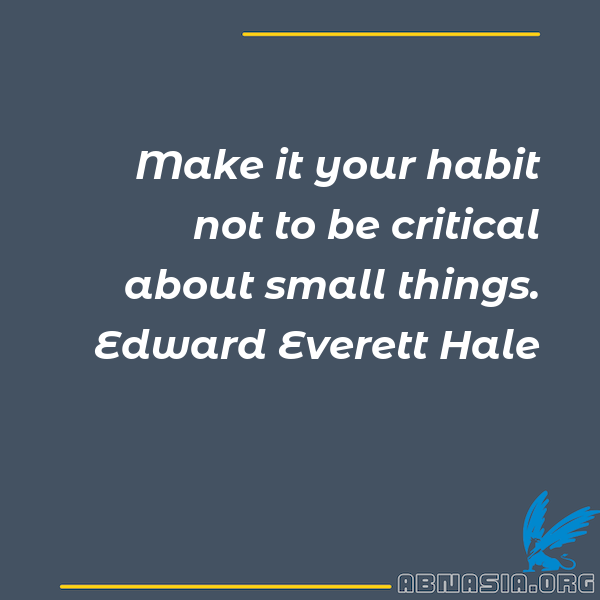 Make it your habit
not to be critical
about small things.
Edward Everett Hale
ABNASIA.ORG